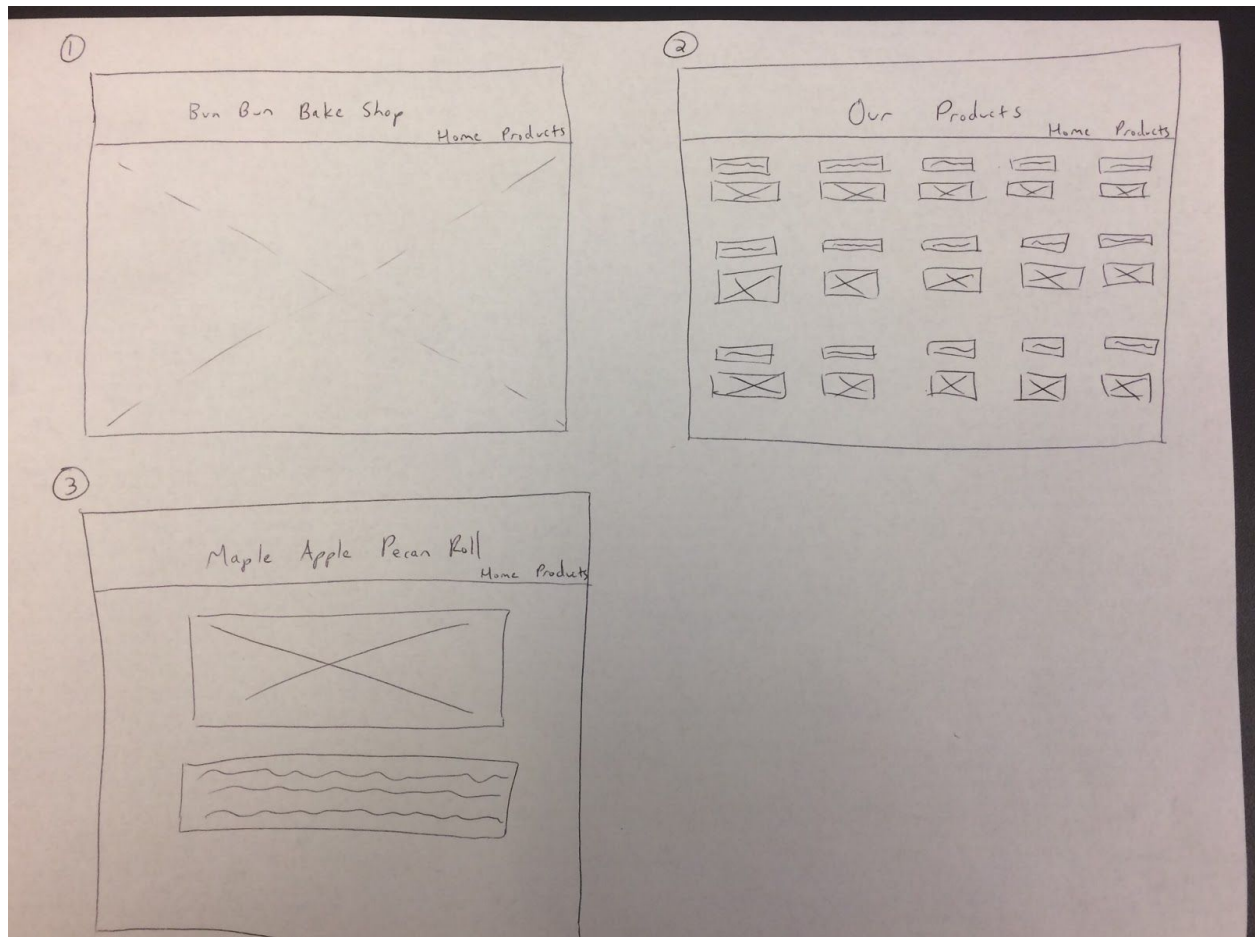 1
Bun Bun Bake Shop
Home Products
2
Our Products
Home Products
3
Maple Apple Pecan Roll
Home Products